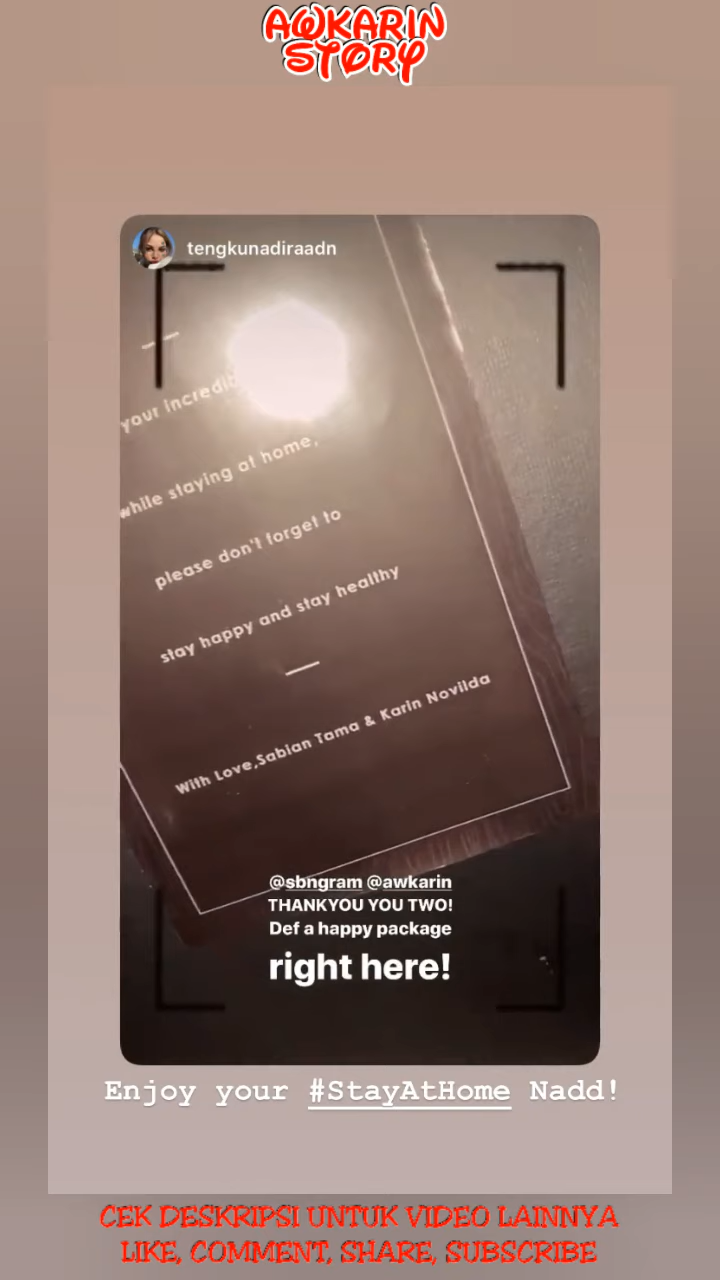 AWKARIN
STORY
tengkunadiraadn
your
while staying at home,
please don't forget to
stay happy and stay healthy
With Love,Sabian Tama & Karin Novilda
@sbngram @awkarin
THANKYOU YOU TWO!
Def a happy package
right here!
Enjoy your #StayAtHome Nadd!
CEK DESKRIPSI UNTUK VIDEO LAINNYA
LIKE, COMMENT, SHARE, SUBSCRIBE